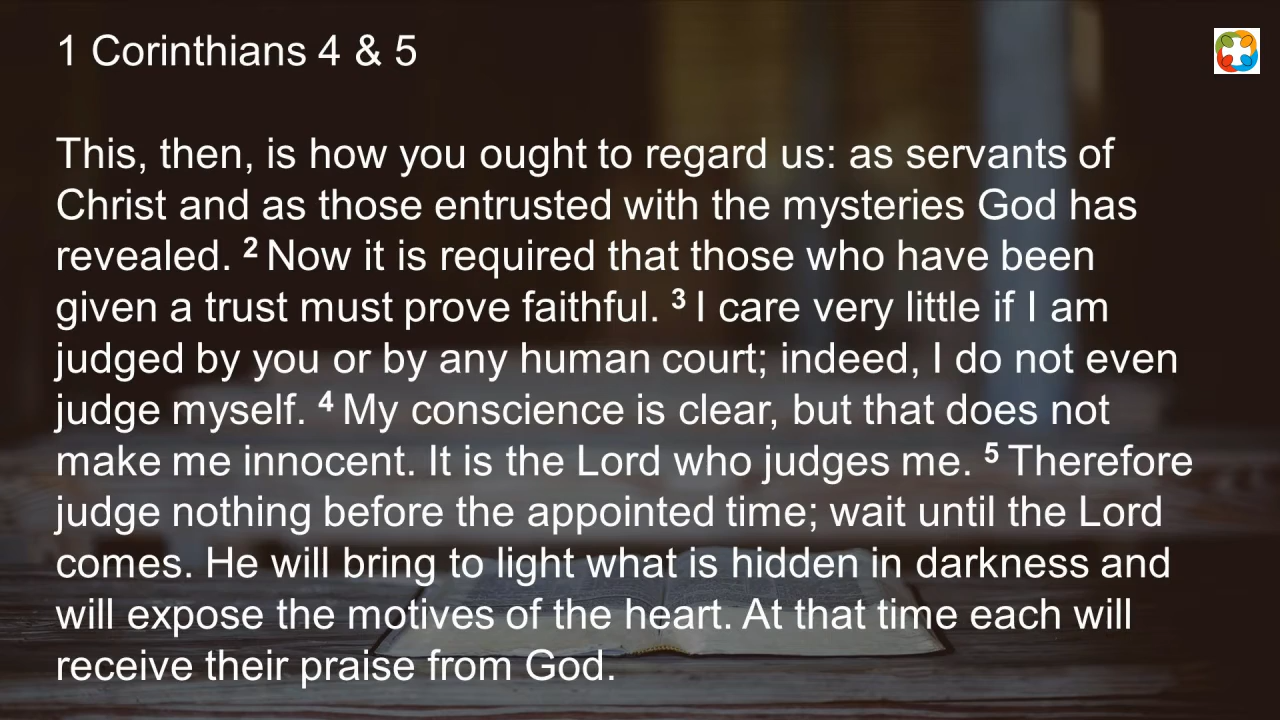 1 Corinthians 4 & 5
This, then, is how you ought to regard us: as servants of
Christ and as those entrusted with the mysteries God has
revealed. 2 Now it is required that those who have been
given a trust must prove faithful. 3 I care very little if I am
judged by you or by any human court; indeed, I do not even
judge myself. 4 My conscience is clear, but that does not
make me innocent. It is the Lord who judges me. 5 Therefore
judge nothing before the appointed time; wait until the Lord
comes. He will bring to light what is hidden in darkness and
will expose the motives of the heart. At that time each will
receive their praise from God.